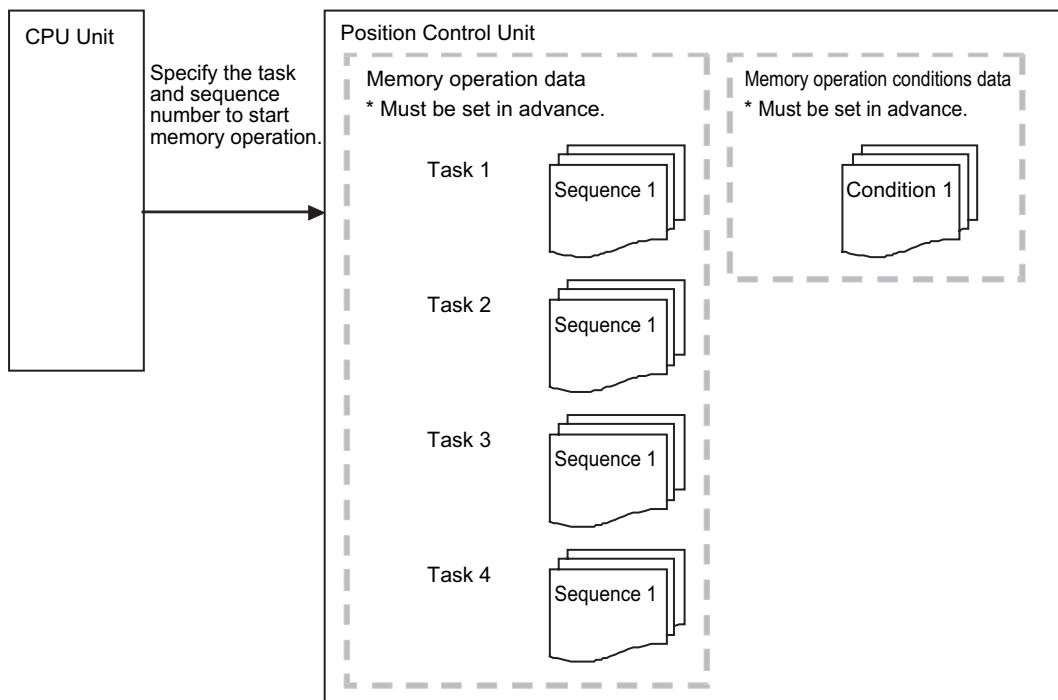 CPU Unit
Specify the task
and sequence
number to start
memory operation.
Position Control Unit
Memory operation data
* Must be set in advance.
Task 1
Sequence 1
Task 2
Sequence 1
Task 3
Sequence 1
Task 4
Sequence 1
Memory operation conditions data
* Must be set in advance.
Condition 1